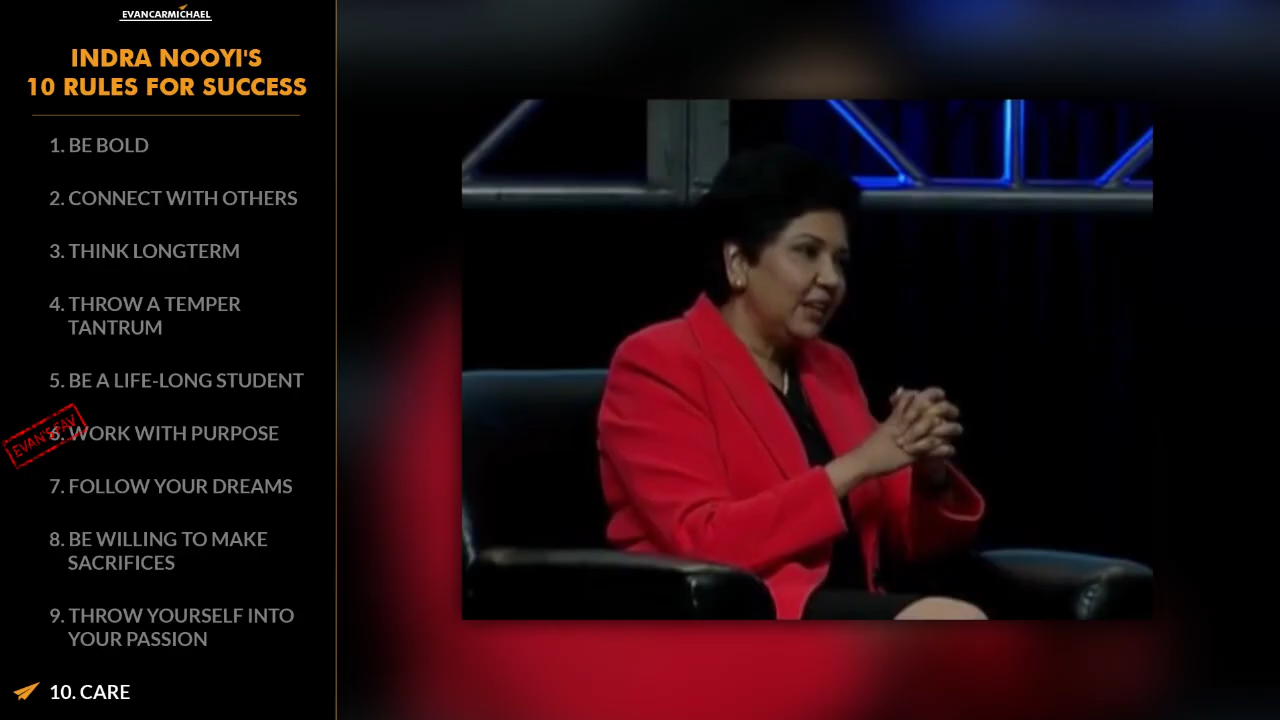 EVANCARMICHAEL
INDRA NOOYI'S
10 RULES FOR SUCCESS
1. BE BOLD
2. CONNECT WITH OTHERS
3. THINK LONGTERM
4. THROW A TEMPER
TANTRUM
5. BE A LIFE-LONG STUDENT
EVAN'S FAV
6. WORK WITH PURPOSE
7. FOLLOW YOUR DREAMS
8. BE WILLING TO MAKE
SACRIFICES
9. THROW YOURSELF INTO
YOUR PASSION
10. CARE